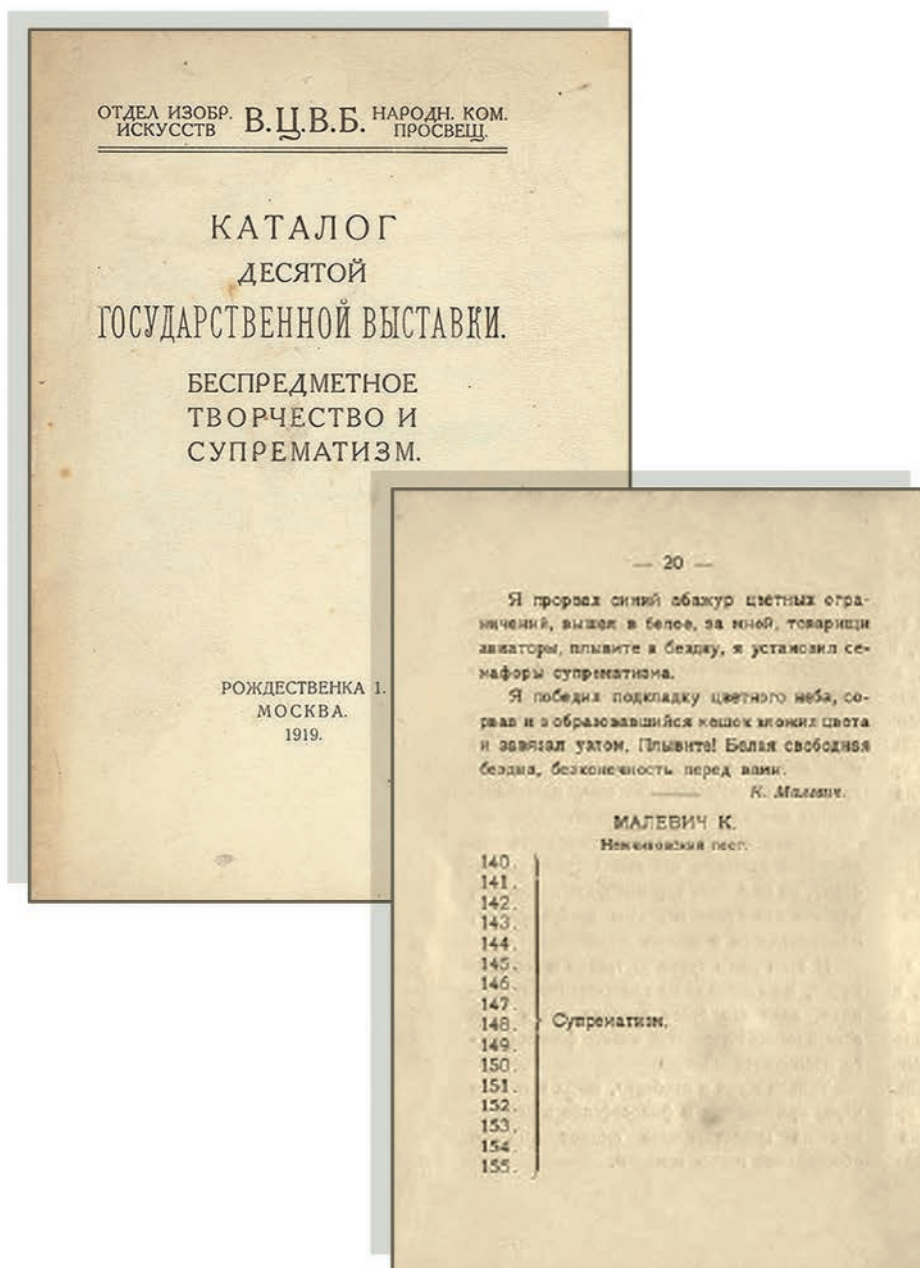 ОТДЕЛ ИЗОБР. ИСКУССТВ В.Ц.В.Б. НАРОДН. КОМ. ПРОСВЕЩ.
КАТАЛОГ
ДЕСЯТОЙ
ГОСУДАРСТВЕННОЙ ВЫСТАВКИ.
БЕСПРЕДМЕТНОЕ
ТВОРЧЕСТВО И
СУПРЕМАТИЗМ.
РОЖДЕСТВЕНКА 1.
МОСКВА.
1919.
— 20 —
Я прорвал синий абажур цветных огра-
ничений, вышел в белое, за мной, товарищи
авиаторы, плывите в бездну, я установил се-
мафоры супрематизма.
Я победил подкладку цветного неба, со-
рвав и в образовавшийся мешок вложил цвета
и завязал узлом. Плывите! Белая свободная
бездна, безконечность перед вами.
К. Малевич.
МАЛЕВИЧ К.
140.
141.
142.
143.
144.
145.
146.
147.
148. Супрематизм.
149.
150.
151.
152.
153.
154.
155.